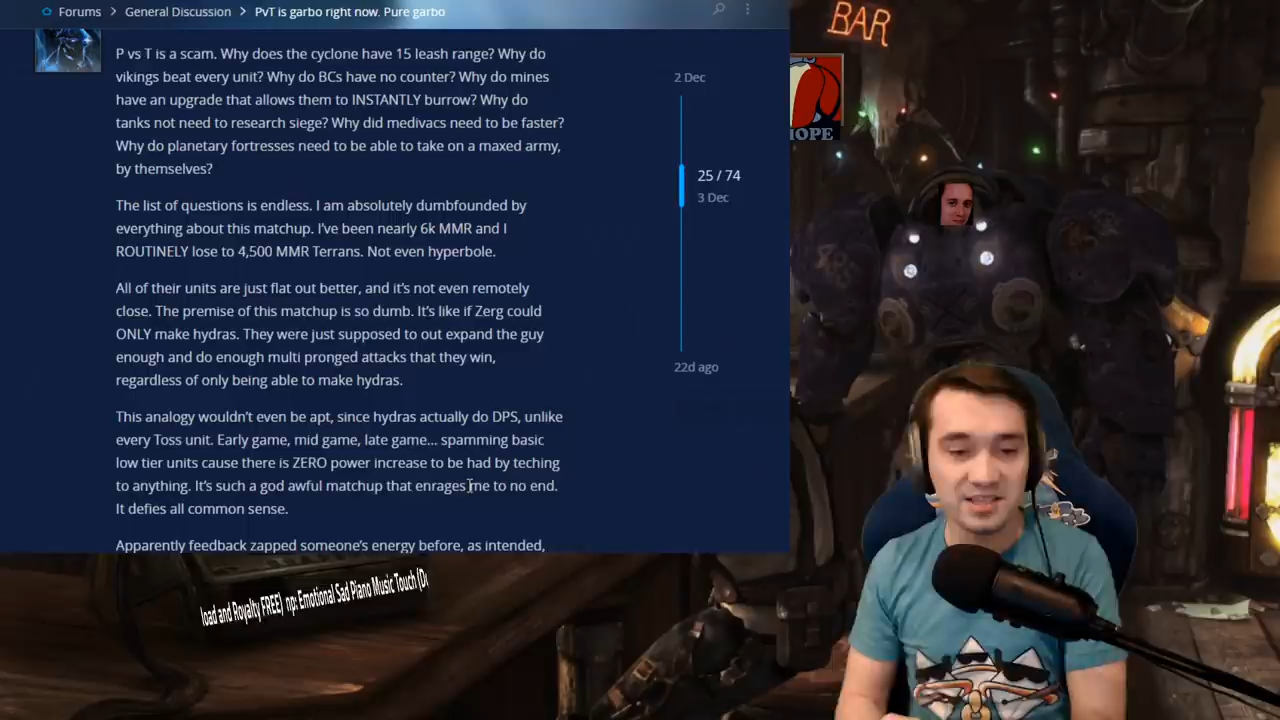 Forums > General Discussion > PvT is garbo right now. Pure garbo
BAR
P vs T is a scam. Why does the cyclone have 15 leash range? Why do
vikings beat every unit? Why do BCs have no counter? Why do mines
have an upgrade that allows them to INSTANTLY burrow? Why do
tanks not need to research siege? Why did medivacs need to be faster?
Why do planetary fortresses need to be able to take on a maxed army,
by themselves?
2 Dec
HOPE
25 / 74
3 Dec
The list of questions is endless. I am absolutely dumbfounded by
everything about this matchup. I've been nearly 6k MMR and I
ROUTINELY lose to 4,500 MMR Terrans. Not even hyperbole.
All of their units are just flat out better, and it's not even remotely
close. The premise of this matchup is so dumb. It's like if Zerg could
ONLY make hydras. They were just supposed to out expand the guy
enough and do enough multi pronged attacks that they win,
regardless of only being able to make hydras.
22d ago
This analogy wouldn't even be apt, since hydras actually do DPS, unlike
every Toss unit. Early game, mid game, late game... spamming basic
low tier units cause there is ZERO power increase to be had by teching
to anything. It's such a god awful matchup that enrages me to no end.
It defies all common sense.
Apparently feedback zapped someone's energy before, as intended,
load and Royalty FREE) np: Emotional Sad Piano Music Touch (Do